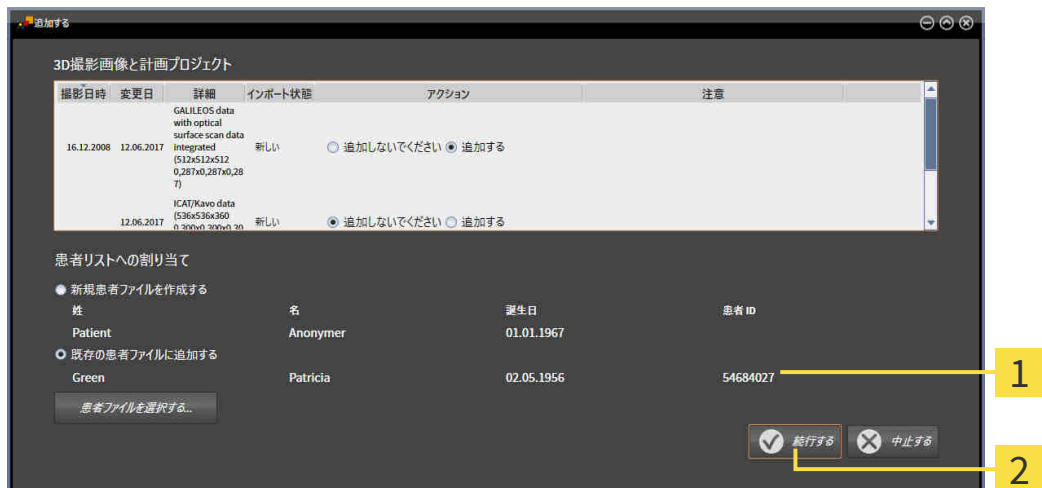 追加する
3D撮影画像と計画プロジェクト
撮影日時 変更日 詳細 インポート状態 アクション 注意
GALILEOS data
with optical
surface scan data
16.12.2008 12.06.2017 integrated 新しい 追加しないでください 追加する
(512x512x512
0,287x0,287x0,28
7)
ICAT/Kavo data
12.06.2017 (536x536x360 新しい 追加しないでください 追加する
0,300x0,300x0,30
患者リストへの割り当て
新規患者ファイルを作成する
姓 名 誕生日 患者 ID
Patient Anonymer 01.01.1967
既存の患者ファイルに追加する
Green Patricia 02.05.1956 54684027 1
患者ファイルを選択する...
続行する 中止する
2